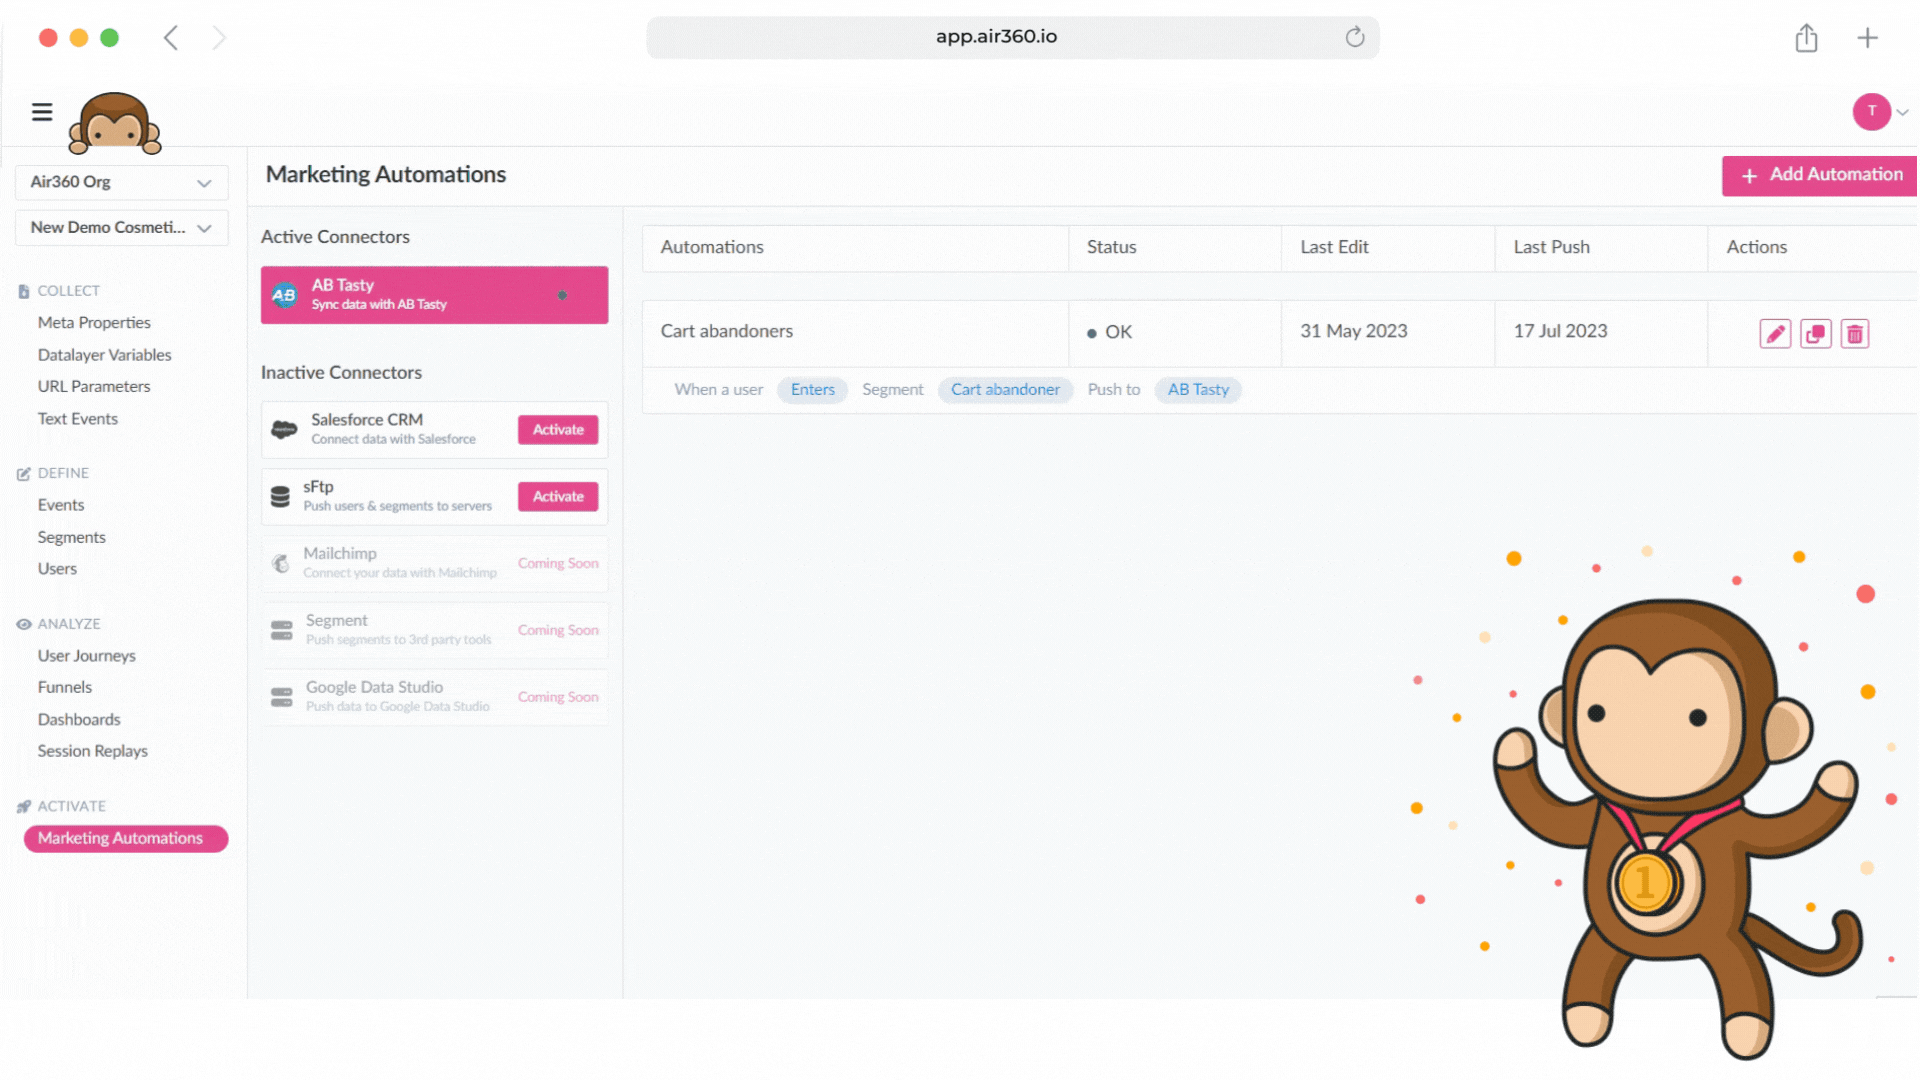 app.air360.io
T
Air360 Org
New Demo Cosmeti...
COLLECT
Meta Properties
Datalayer Variables
URL Parameters
Text Events
DEFINE
Events
Segments
Users
ANALYZE
User Journeys
Funnels
Dashboards
Session Replays
ACTIVATE
Marketing Automations
Marketing Automations
+ Add Automation
Active Connectors
AB
AB Tasty
Sync data with AB Tasty
Inactive Connectors
Salesforce CRM
Connect data with Salesforce
Activate
sFtp
Push users & segments to servers
Activate
Mailchimp
Connect your data with Mailchimp
Coming Soon
Segment
Push segments to 3rd party tools
Coming Soon
Google Data Studio
Push data to Google Data Studio
Coming Soon
Automations Status Last Edit Last Push Actions
Cart abandoners OK 31 May 2023 17 Jul 2023
When a user Enters Segment Cart abandoner Push to AB Tasty
1